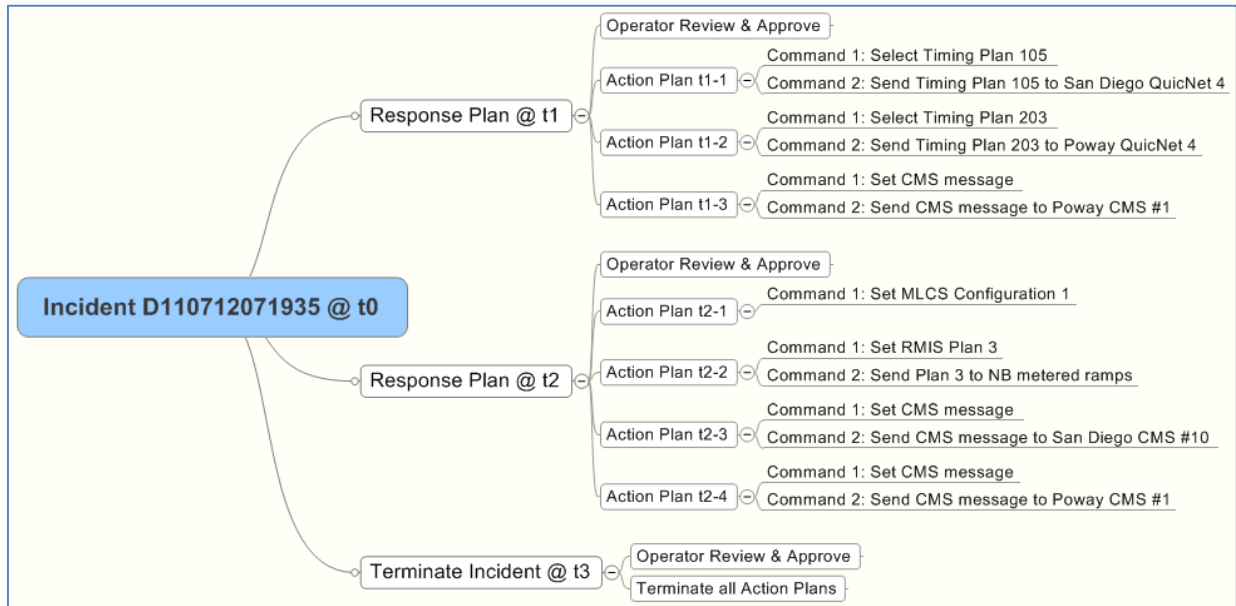 Incident D110712071935 @ t0
Response Plan @ t1
Operator Review & Approve
Action Plan t1-1
Command 1: Select Timing Plan 105
Command 2: Send Timing Plan 105 to San Diego QuicNet 4
Action Plan t1-2
Command 1: Select Timing Plan 203
Command 2: Send Timing Plan 203 to Poway QuicNet 4
Action Plan t1-3
Command 1: Set CMS message
Command 2: Send CMS message to Poway CMS #1
Response Plan @ t2
Operator Review & Approve
Action Plan t2-1
Command 1: Set MLCS Configuration 1
Action Plan t2-2
Command 1: Set RMIS Plan 3
Command 2: Send Plan 3 to NB metered ramps
Action Plan t2-3
Command 1: Set CMS message
Command 2: Send CMS message to San Diego CMS #10
Action Plan t2-4
Command 1: Set CMS message
Command 2: Send CMS message to Poway CMS #1
Terminate Incident @ t3
Operator Review & Approve
Terminate all Action Plans